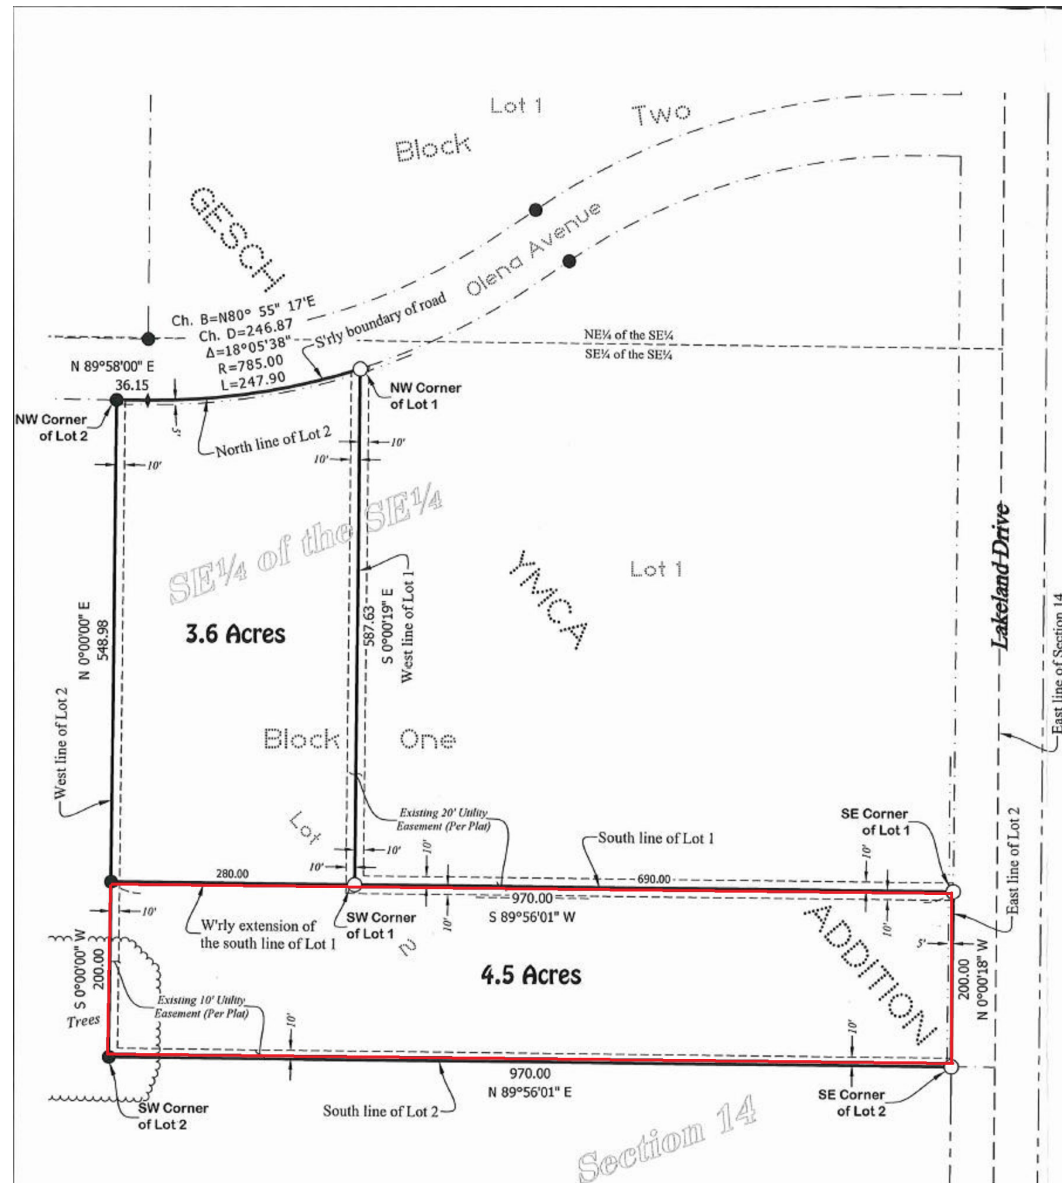 Lot 1
Two
Block
GESCH
Olena Avenue
Ch. B=N80° 55" 17'E
Ch. D=246.87
Δ=18°05'38"
R=785.00
L=247.90
S'rly boundary of road
NE¼ of the SE¼
SE¼ of the SE¼
N 89°58'00" E
36.15
NW Corner
of Lot 2
NW Corner
of Lot 1
5'
North line of Lot 2
10'
10'
10'
SE¼ of the SE¼
YMCA
Lot 1
Lakeland Drive
East line of Section 14
3.6 Acres
N 0°00'00" E
548.98
587.63
S 0°00'19" E
West line of Lot 1
West line of Lot 2
Block One
Lot
Existing 20' Utility
Easement (Per Plat)
South line of Lot 1
SE Corner
of Lot 1
East line of Lot 2
10'
10'
10'
10'
280.00
690.00
970.00
S 89°56'01" W
10'
10'
10'
W'rly extension of
the south line of Lot 1
SW Corner
of Lot 1
2
ADDITION
5'
200.00
N 0°00'18" W
S 0°00'00" W
200.00
4.5 Acres
Trees
Existing 10' Utility
Easement (Per Plat)
10'
10'
970.00
N 89°56'01" E
SW Corner
of Lot 2
South line of Lot 2
SE Corner
of Lot 2
Section 14